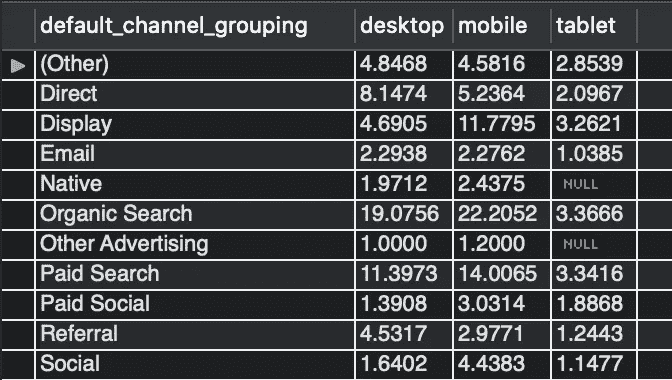 default_channel_grouping desktop mobile tablet
(Other) 4.8468 4.5816 2.8539
Direct 8.1474 5.2364 2.0967
Display 4.6905 11.7795 3.2621
Email 2.2938 2.2762 1.0385
Native 1.9712 2.4375 NULL
Organic Search 19.0756 22.2052 3.3666
Other Advertising 1.0000 1.2000 NULL
Paid Search 11.3973 14.0065 3.3416
Paid Social 1.3908 3.0314 1.8868
Referral 4.5317 2.9771 1.2443
Social 1.6402 4.4383 1.1477